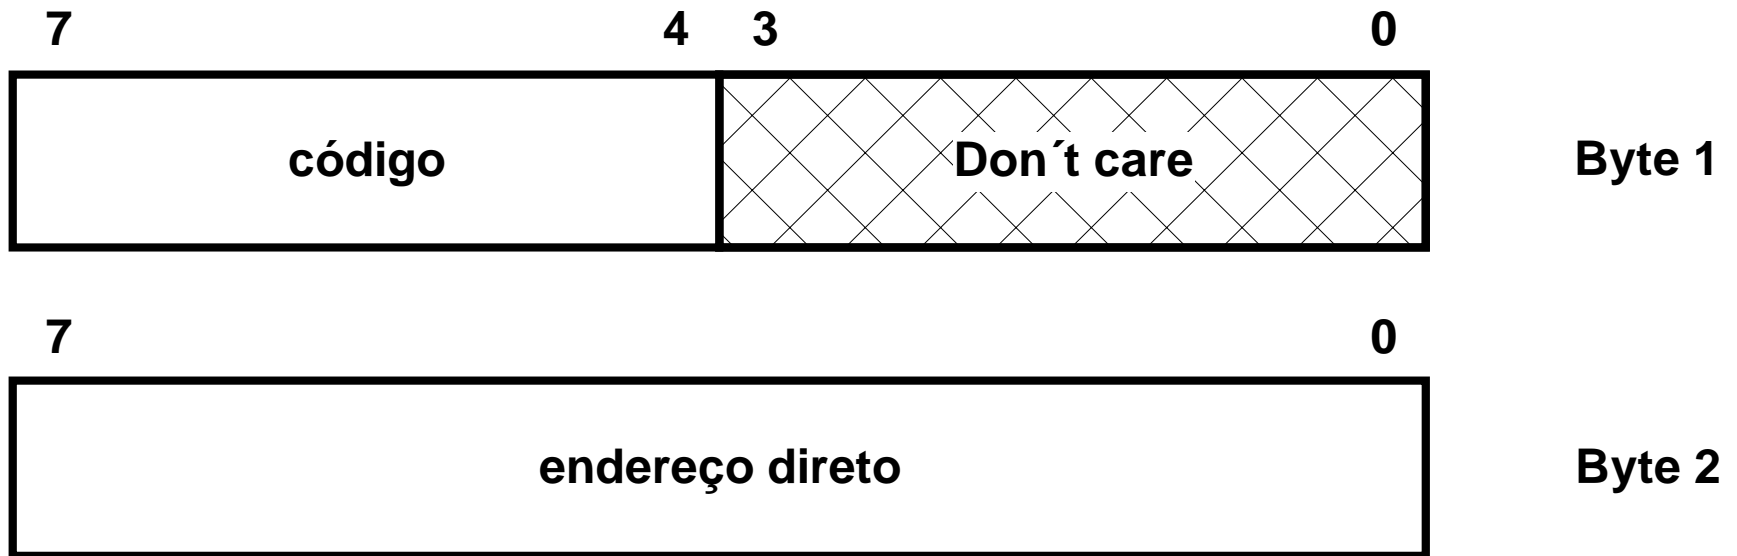 7 4 3 0
código Don´t care Byte 1
7 0
endereço direto Byte 2